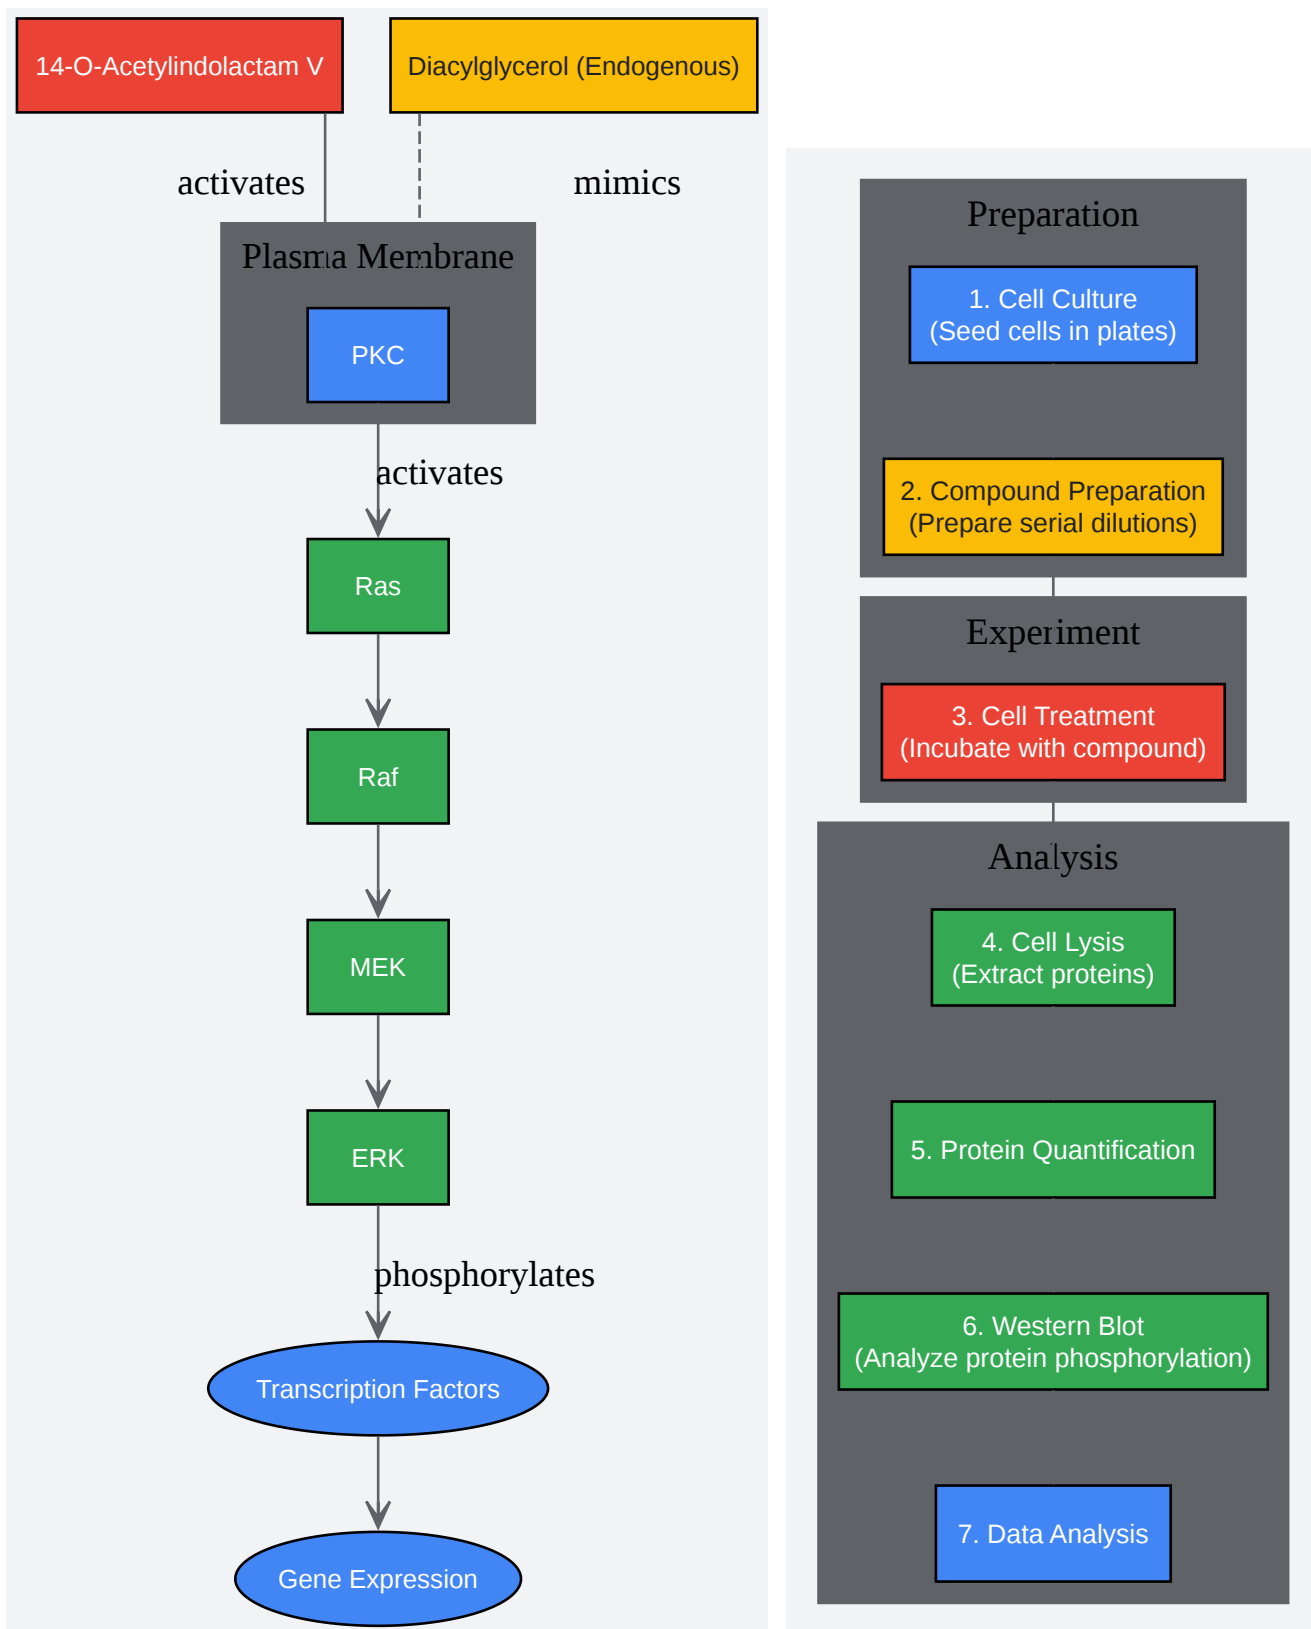 14-O-Acetylindolactam V
Diacylglycerol (Endogenous)
activates
mimics
Plasma Membrane
PKC
activates
Ras
Raf
MEK
ERK
phosphorylates
Transcription Factors
Gene Expression
Preparation
1. Cell Culture
(Seed cells in plates)
2. Compound Preparation
(Prepare serial dilutions)
Experiment
3. Cell Treatment
(Incubate with compound)
Analysis
4. Cell Lysis
(Extract proteins)
5. Protein Quantification
6. Western Blot
(Analyze protein phosphorylation)
7. Data Analysis